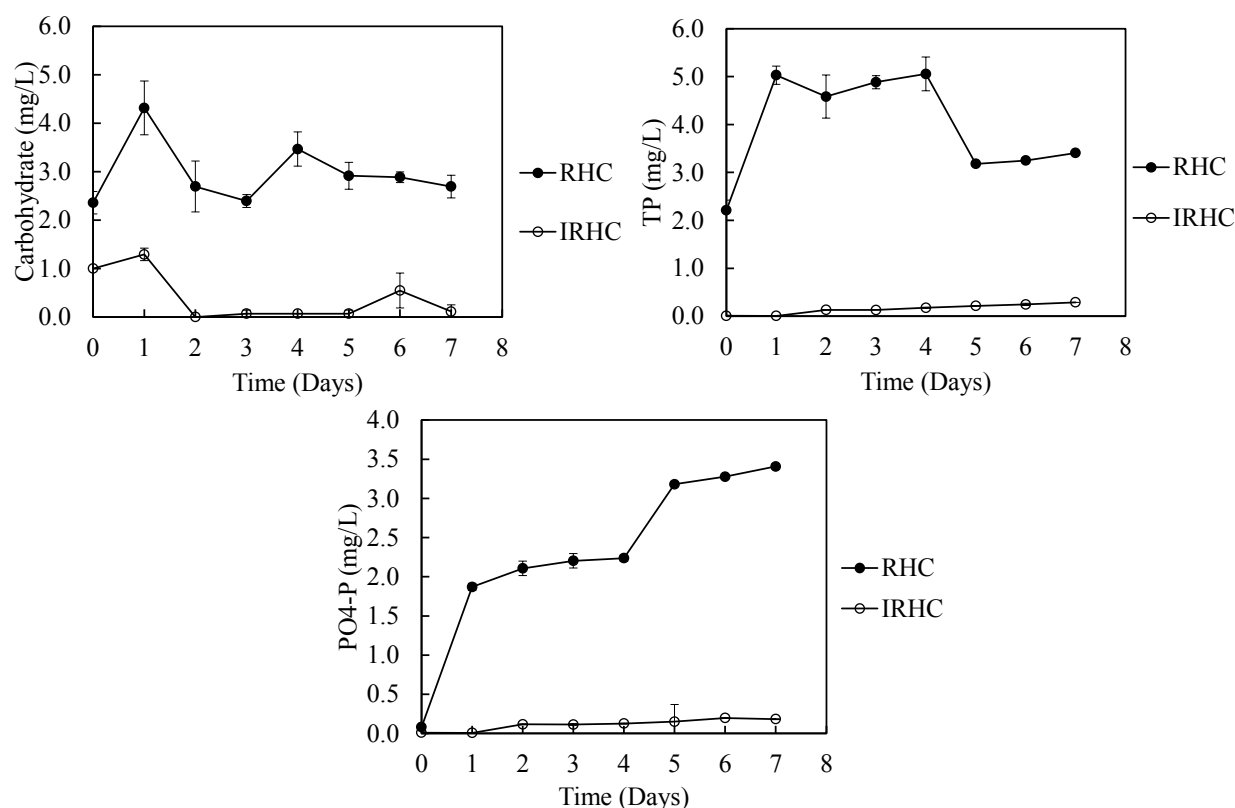 Carbohydrate (mg/L)
6.0
5.0
4.0
3.0
2.0
1.0
0.0
0 1 2 3 4 5 6 7 8
Time (Days)
RHC
IRHC
TP (mg/L)
6.0
5.0
4.0
3.0
2.0
1.0
0.0
0 1 2 3 4 5 6 7 8
Time (Days)
RHC
IRHC
PO4-P (mg/L)
4.0
3.5
3.0
2.5
2.0
1.5
1.0
0.5
0.0
0 1 2 3 4 5 6 7 8
Time (Days)
RHC
IRHC